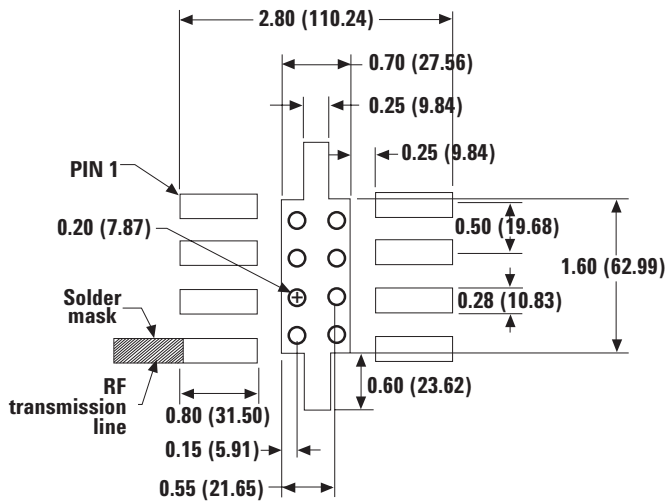 2.80 (110.24)
0.70 (27.56)
0.25 (9.84)
0.25 (9.84)
PIN 1
0.20 (7.87)
0.50 (19.68)
1.60 (62.99)
Solder
mask
0.28 (10.83)
RF
transmission
line
0.60 (23.62)
0.80 (31.50)
0.15 (5.91)
0.55 (21.65)